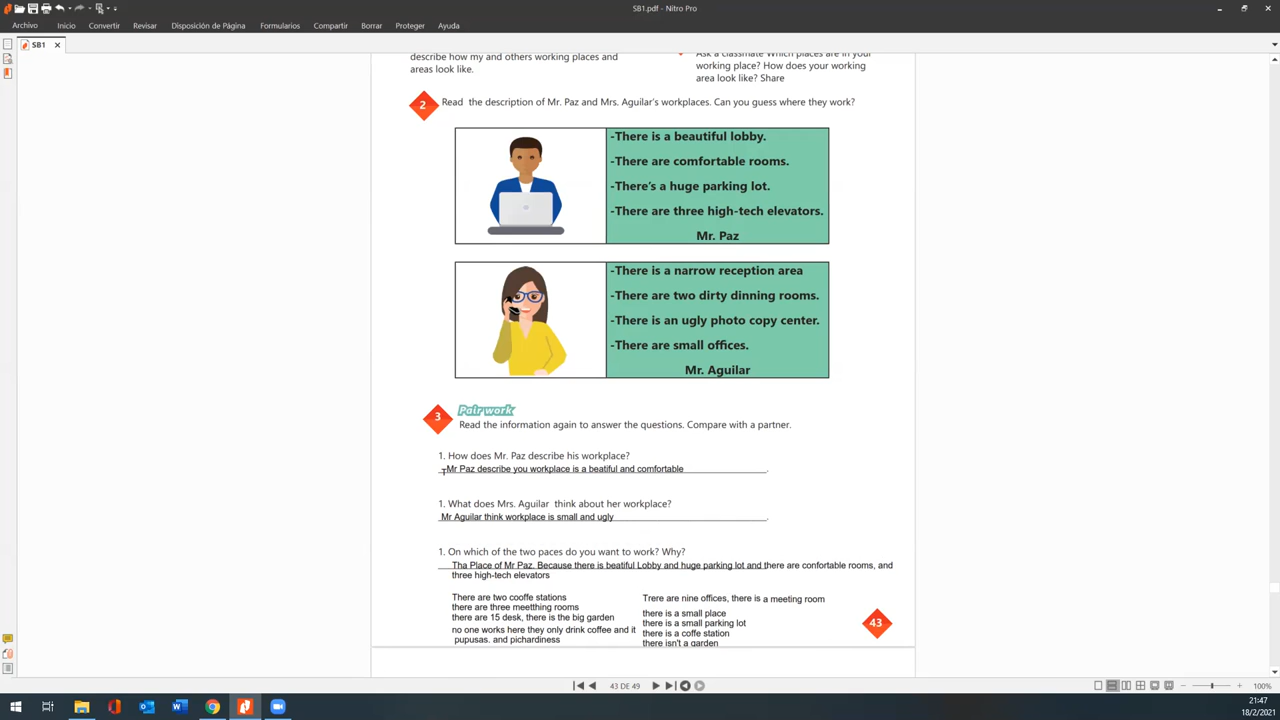 SB1.pdf - Nitro Pro
Archivo Inicio Convertir Revisar Disposición de Página Formularios Compartir Borrar Proteger Ayuda
SB1
describe how my and others working places and
areas look like.
Ask a classmate Which places are in your
working place? How does your working
area look like? Share
2 Read the description of Mr. Paz and Mrs. Aguilar's workplaces. Can you guess where they work?
-There is a beautiful lobby.
-There are comfortable rooms.
-There's a huge parking lot.
-There are three high-tech elevators.
Mr. Paz
-There is a narrow reception area
-There are two dirty dinning rooms.
-There is an ugly photo copy center.
-There are small offices.
Mr. Aguilar
3 Pair work
Read the information again to answer the questions. Compare with a partner.
1. How does Mr. Paz describe his workplace?
Mr Paz describe you workplace is a beatiful and comfortable
1. What does Mrs. Aguilar think about her workplace?
Mr Aguilar think workplace is small and ugly
1. On which of the two paces do you want to work? Why?
Tha Place of Mr Paz. Because there is beatiful Lobby and huge parking lot and there are confortable rooms, and
three high-tech elevators
There are two cooffe stations
there are three meetthing rooms
there are 15 desk, there is the big garden
no one works here they only drink coffee and it
pupusas. and pichardiness
Trere are nine offices, there is a meeting room
there is a small place
there is a small parking lot
there is a coffe station
there isn't a garden
43
43 DE 49
100%
21:47
18/2/2021